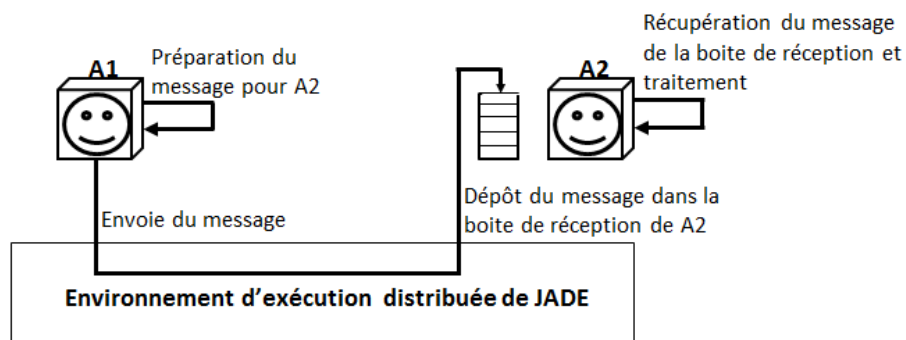 A1
Préparation du
message pour A2
Envoie du message
A2
Récupération du message
de la boite de réception et
traitement
Dépôt du message dans la
boite de réception de A2
Environnement d'exécution distribuée de JADE